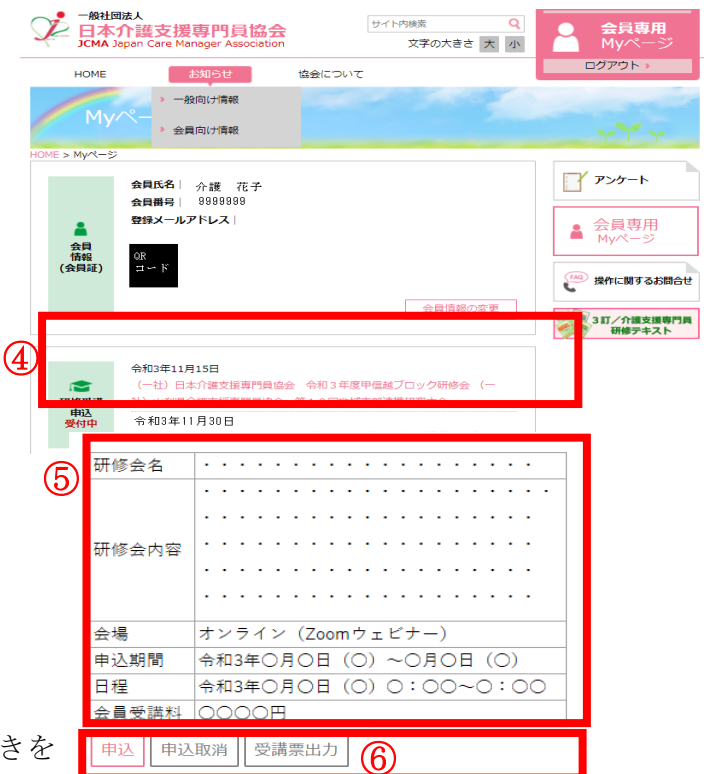 一般社団法人
日本介護支援専門員協会
JCMA Japan Care Manager Association
サイト内検索
文字の大きさ 大 小
会員専用
Myページ
ログアウト
HOME お知らせ 協会について
一般向け情報
会員向け情報
Myペー
HOME > Myページ
会員情報(会員証)
会員氏名| 介護 花子
会員番号| 9999999
登録メールアドレス|
QR
コード
会員情報の変更
アンケート
会員専用
Myページ
FAQ 操作に関するお問合せ
3訂/介護支援専門員
研修テキスト
④
令和3年11月15日
(一社)日本介護支援専門員協会 令和3年度甲信越ブロック研修会 (一
申込
受付中
令和3年11月30日
⑤
研修会名 ・・・・・・・・・・・・・・・・・・・
研修会内容
・・・・・・・・・・・・・・・・・・・・
・・・・・・・・・・・・・・・・・・・
・・・・・・・・・・・・・・・・・・・
・・・・・・・・・・・・・・・・・・・
・・・・・・・・・・・・・・・・・・・
会場 オンライン(Zoomウェビナー)
申込期間 令和3年〇月〇日(〇)~〇月〇日(〇)
日程 令和3年〇月〇日(〇)〇:〇〇~〇:〇〇
会員受講料 〇〇〇〇円
きを
申込 申込取消 受講票出力 ⑥